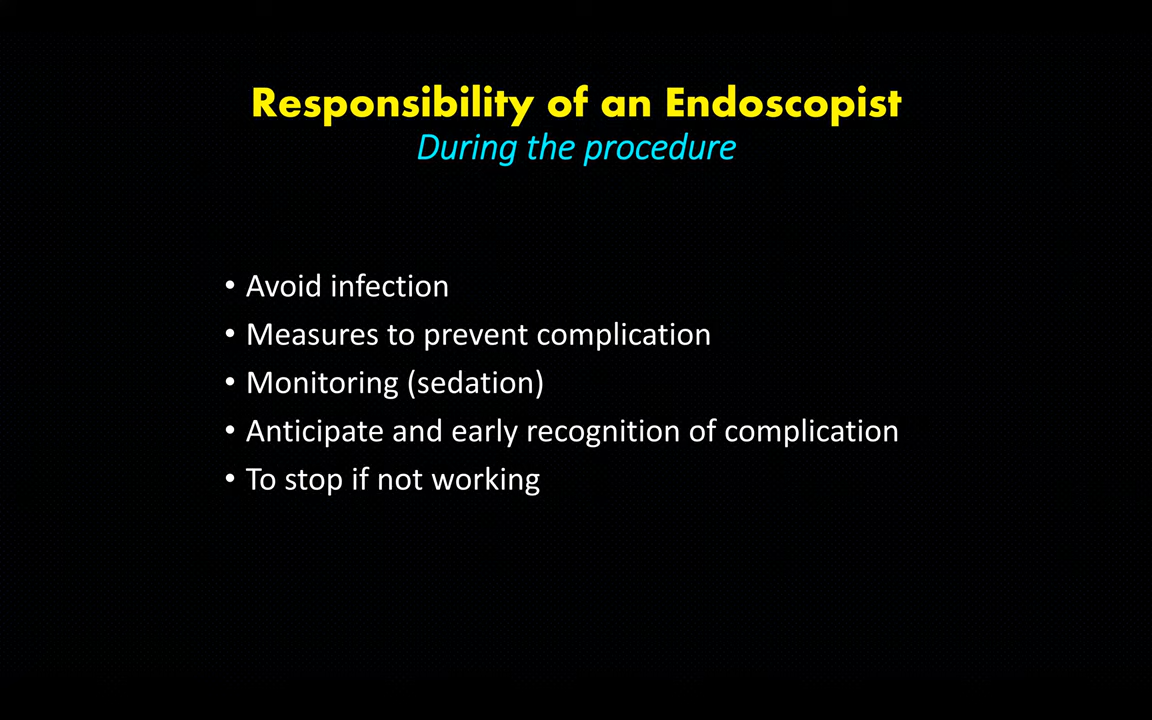 Responsibility of an Endoscopist
During the procedure
• Avoid infection
• Measures to prevent complication
• Monitoring (sedation)
• Anticipate and early recognition of complication
• To stop if not working